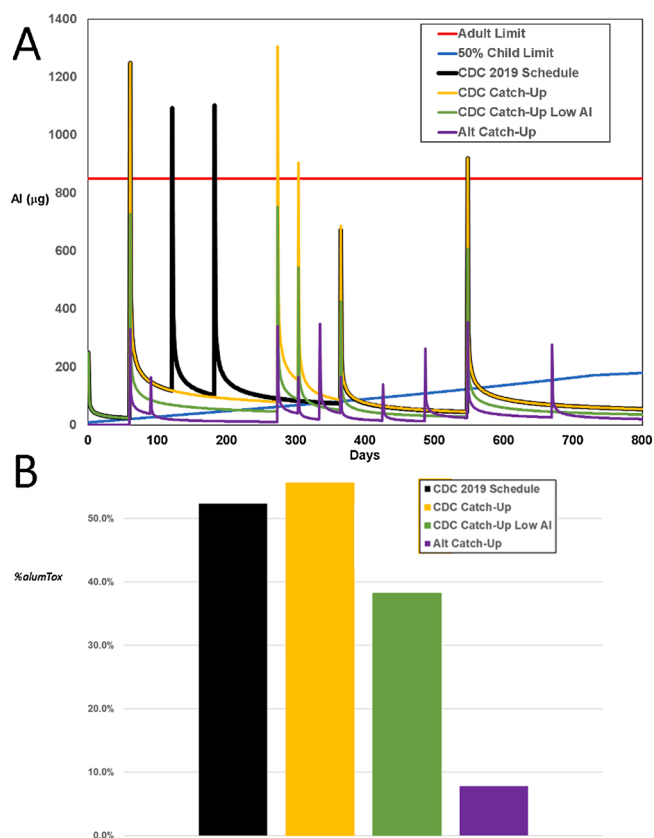 A
1400
1200
1000
800
600
400
200
0
Al (μg)
Adult Limit
50% Child Limit
CDC 2019 Schedule
CDC Catch-Up
CDC Catch-Up Low Al
Alt Catch-Up
0 100 200 300 400 500 600 700 800
Days
B
50.0%
40.0%
30.0%
20.0%
10.0%
0.0%
%alumTox
CDC 2019 Schedule
CDC Catch-Up
CDC Catch-Up Low Al
Alt Catch-Up